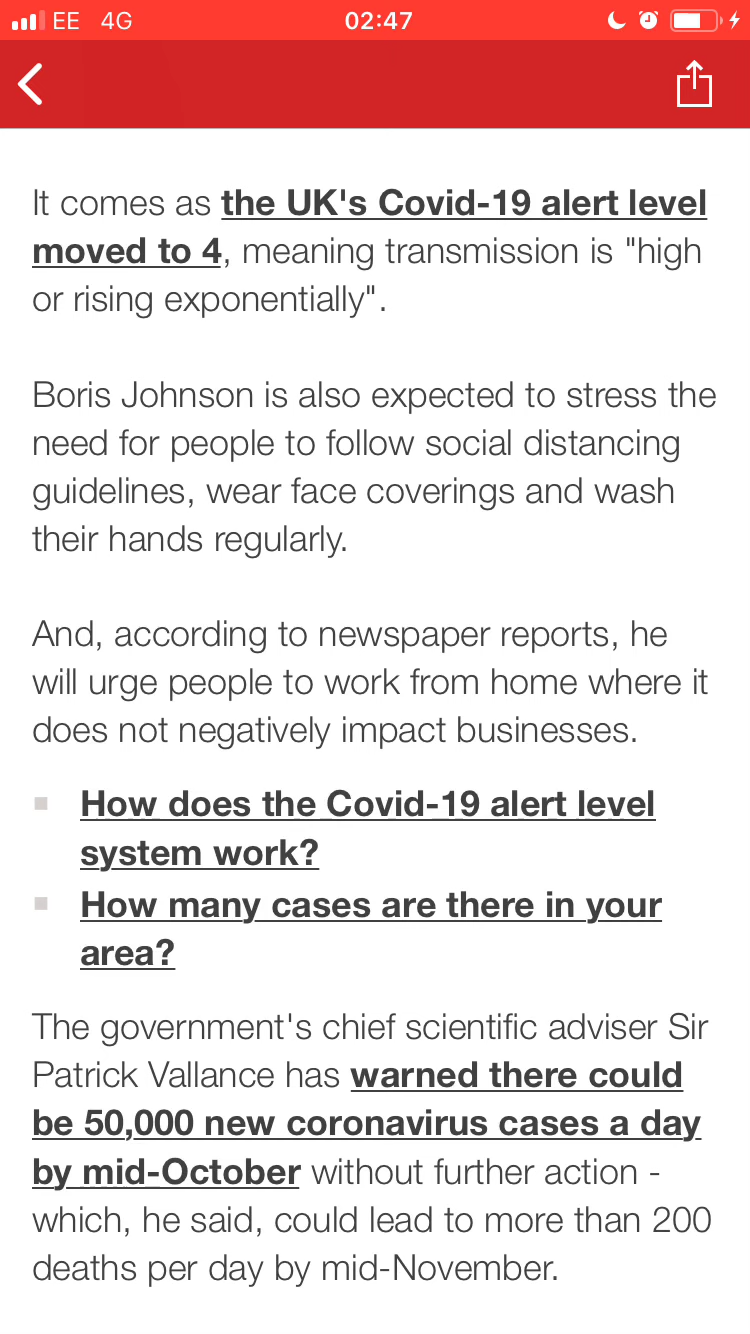 EE 4G 02:47
It comes as the UK's Covid-19 alert level
moved to 4, meaning transmission is "high
or rising exponentially".
Boris Johnson is also expected to stress the
need for people to follow social distancing
guidelines, wear face coverings and wash
their hands regularly.
And, according to newspaper reports, he
will urge people to work from home where it
does not negatively impact businesses.
How does the Covid-19 alert level
system work?
How many cases are there in your
area?
The government's chief scientific adviser Sir
Patrick Vallance has warned there could
be 50,000 new coronavirus cases a day
by mid-October without further action -
which, he said, could lead to more than 200
deaths per day by mid-November.